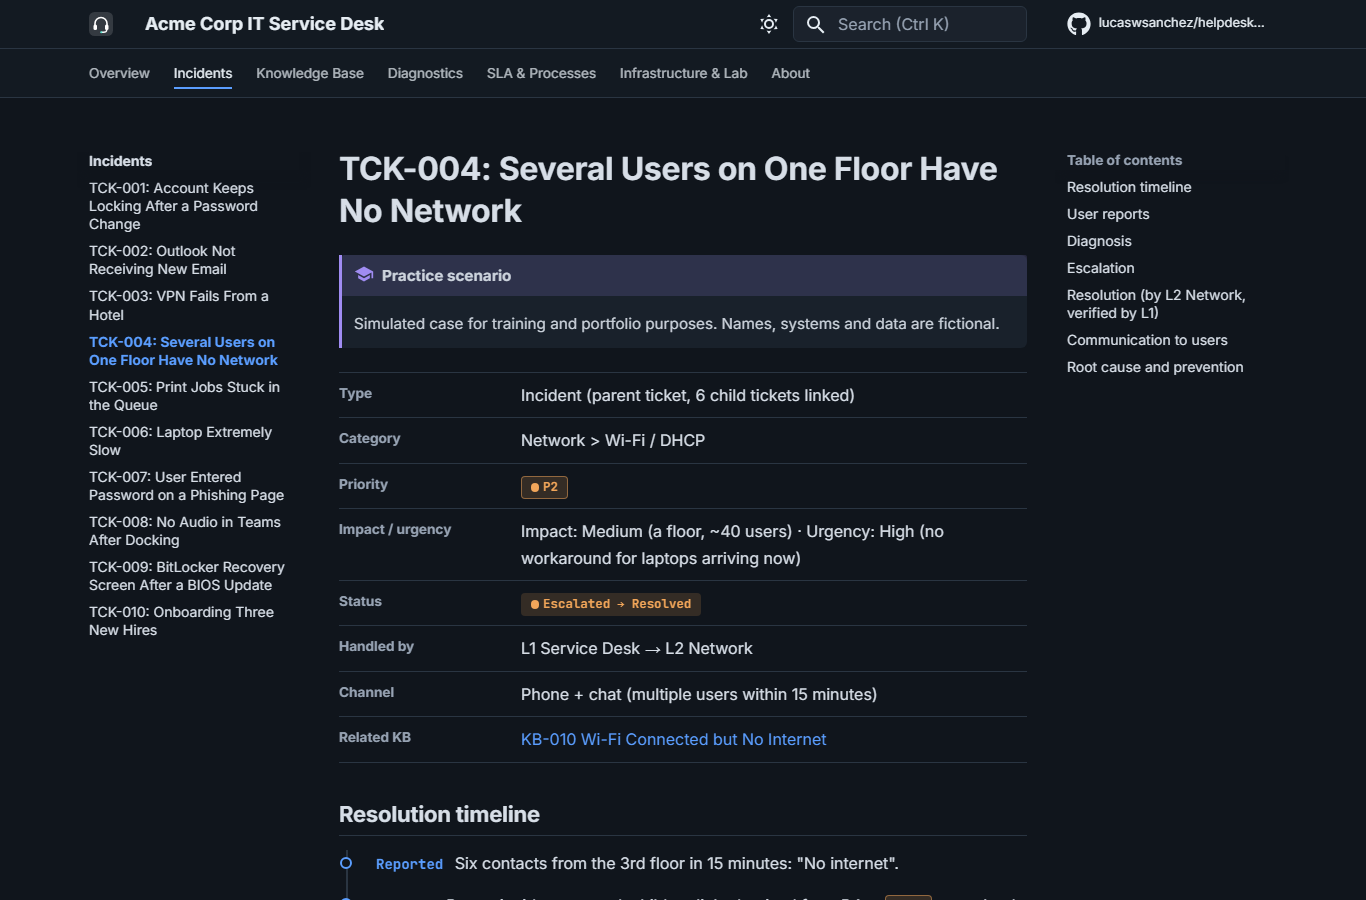 Acme Corp IT Service Desk
Search (Ctrl K)
lucaswsanchez/helpdesk...
Overview
Incidents
Knowledge Base
Diagnostics
SLA & Processes
Infrastructure & Lab
About
Incidents
TCK-001: Account Keeps
Locking After a Password
Change
TCK-002: Outlook Not
Receiving New Email
TCK-003: VPN Fails From a
Hotel
TCK-004: Several Users on
One Floor Have No Network
TCK-005: Print Jobs Stuck in
the Queue
TCK-006: Laptop Extremely
Slow
TCK-007: User Entered
Password on a Phishing Page
TCK-008: No Audio in Teams
After Docking
TCK-009: BitLocker Recovery
Screen After a BIOS Update
TCK-010: Onboarding Three
New Hires
TCK-004: Several Users on One Floor Have
No Network
Practice scenario
Simulated case for training and portfolio purposes. Names, systems and data are fictional.
Type
Incident (parent ticket, 6 child tickets linked)
Category
Network > Wi-Fi / DHCP
Priority
P2
Impact / urgency
Impact: Medium (a floor, ~40 users) · Urgency: High (no
workaround for laptops arriving now)
Status
Escalated → Resolved
Handled by
L1 Service Desk → L2 Network
Channel
Phone + chat (multiple users within 15 minutes)
Related KB
KB-010 Wi-Fi Connected but No Internet
Resolution timeline
Reported Six contacts from the 3rd floor in 15 minutes: "No internet".
Table of contents
Resolution timeline
User reports
Diagnosis
Escalation
Resolution (by L2 Network,
verified by L1)
Communication to users
Root cause and prevention